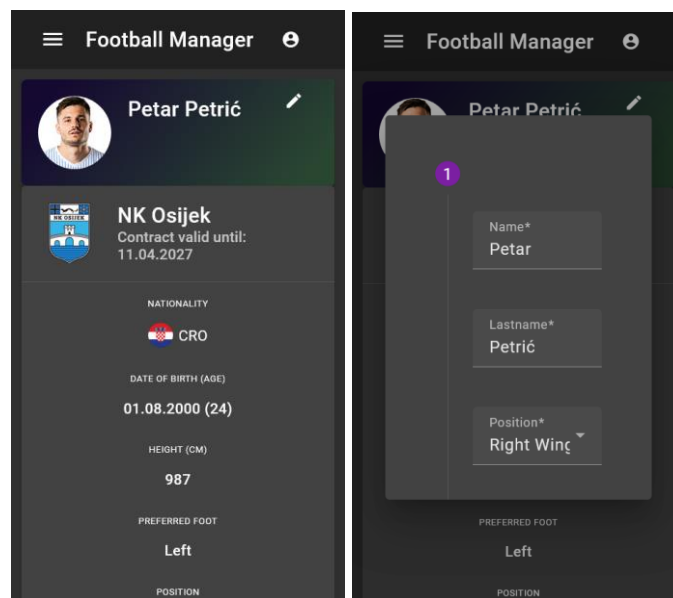 Football Manager
Petar Petrić
NK OSIJEK
NK Osijek
Contract valid until:
11.04.2027
NATIONALITY
CRO
DATE OF BIRTH (AGE)
01.08.2000 (24)
HEIGHT (CM)
987
PREFERRED FOOT
Left
POSITION
Football Manager
Petar Petrić
1
Name*
Petar
Lastname*
Petrić
Position*
Right Wing
PREFERRED FOOT
Left
POSITION